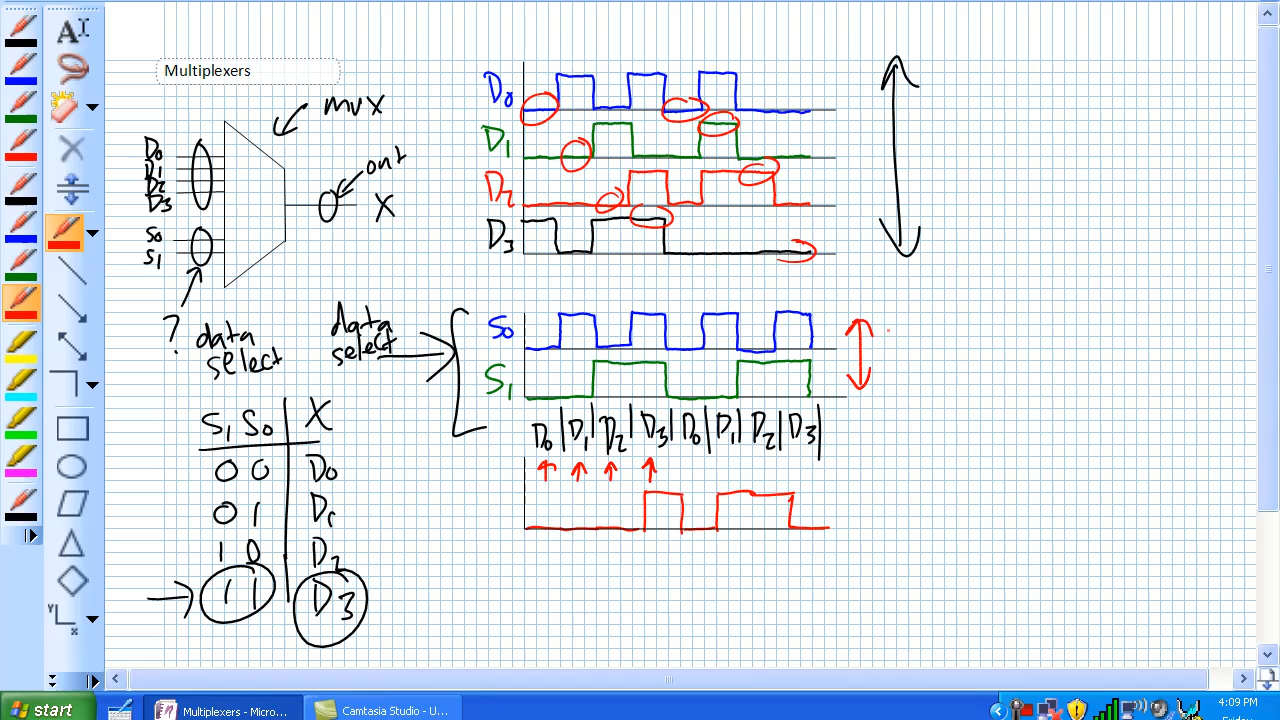 Multiplexers
mux
D0
D1
D2
D3
S0
S1
out
X
?
data
select
data
select
S1 S0 X
0 0 D0
0 1 D1
1 0 D2
1 1 D3
D0
D1
D2
D3
S0
S1
D0 D1 D2 D3 D0 D1 D2 D3
start
Multiplexers - Micro...
Camtasia Studio - U...
4:09 PM
Friday